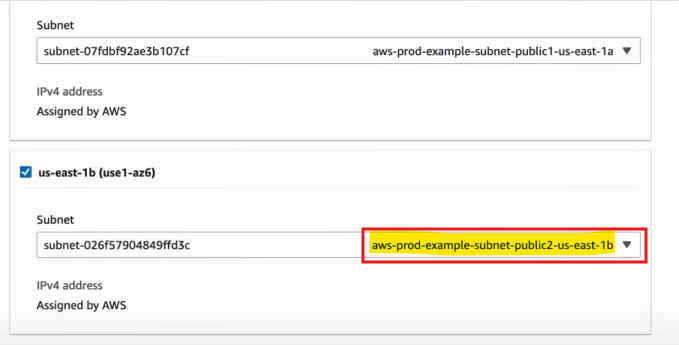 Subnet
subnet-07fdbf92ae3b107cf aws-prod-example-subnet-public1-us-east-1a
IPv4 address
Assigned by AWS
us-east-1b (use1-az6)
Subnet
subnet-026f57904849ffd3c aws-prod-example-subnet-public2-us-east-1b
IPv4 address
Assigned by AWS